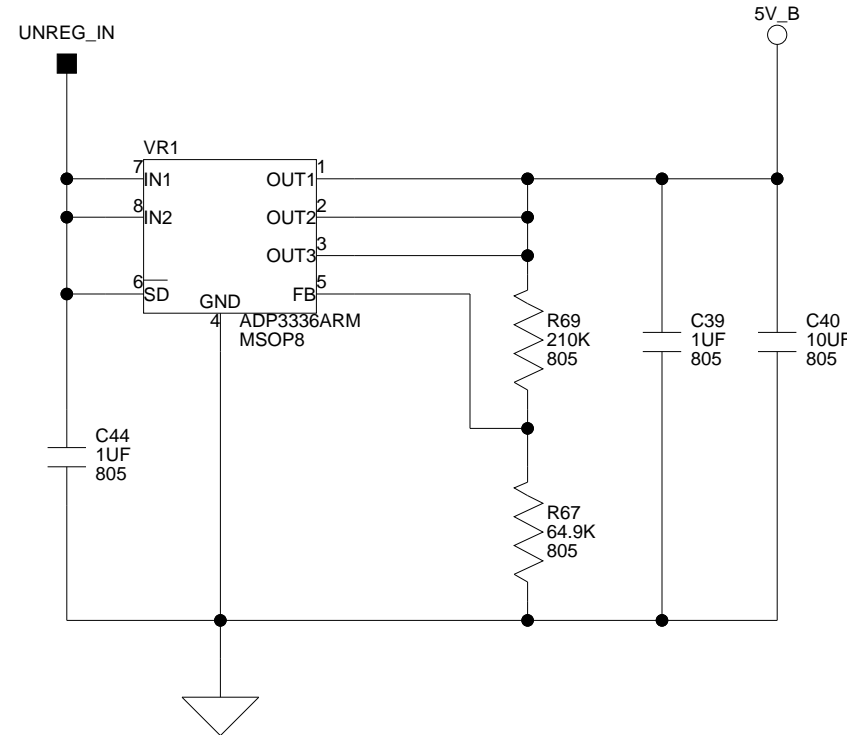 5V_B
UNREG_IN
VR1
7
1
IN1
OUT1
8
2
IN2
OUT2
3
OUT3
6
5
SD
GND
FB
4
ADP3336ARM
MSOP8
R69
210K
805
C39
1UF
805
C40
10UF
805
C44
1UF
805
R67
64.9K
805